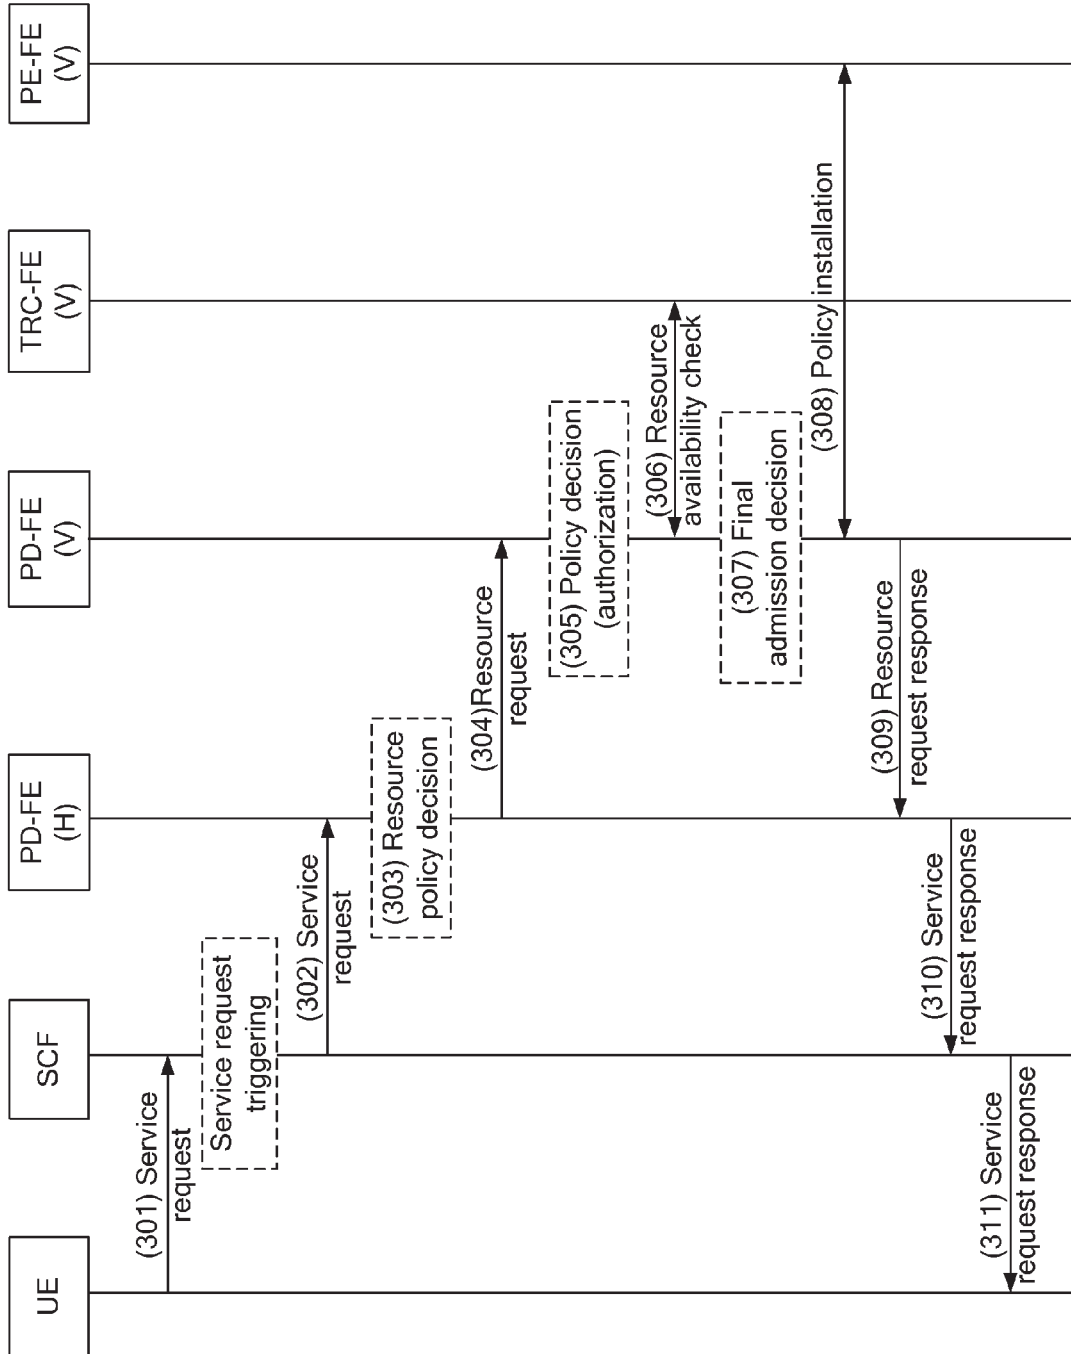 UE
SCF
PD-FE
(H)
PD-FE
(V)
TRC-FE
(V)
PE-FE
(V)
(301) Service
request
Service request
triggering
(302) Service
request
(303) Resource
policy decision
(304)Resource
request
(305) Policy decision
(authorization)
(306) Resource
availability check
(307) Final
admission decision
(308) Policy installation
(309) Resource
request response
(310) Service
request response
(311) Service
request response